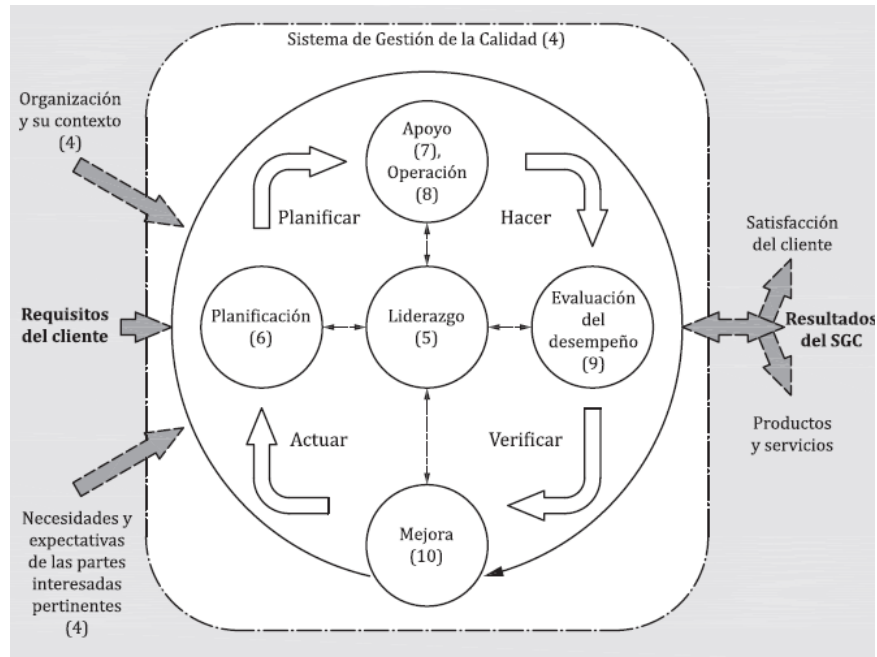 Sistema de Gestión de la Calidad (4)
Organización
y su contexto
(4)
Apoyo
(7),
Operación
(8)
Planificar
Hacer
Satisfacción
del cliente
Requisitos
del cliente
Planificación
(6)
Liderazgo
(5)
Evaluación
del
desempeño
(9)
Resultados
del SGC
Actuar
Verificar
Productos
y servicios
Necesidades y
expectativas
de las partes
interesadas
pertinentes
(4)
Mejora
(10)